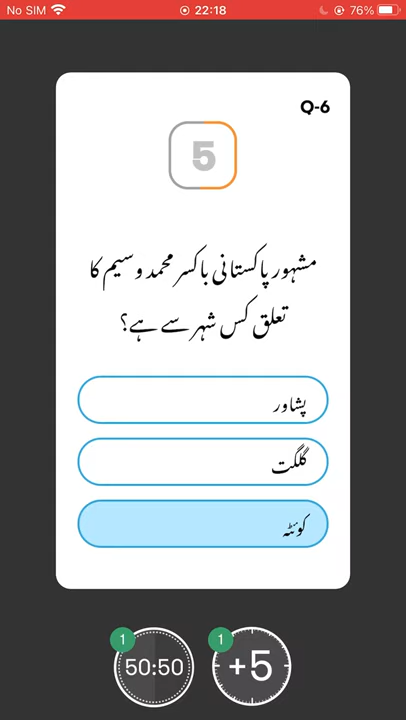 No SIM 22:18 76%
Q-6
5
مشہور پاکستانی باکسر محمد وسیم کا
تعلق کس شہر سے ہے؟
پشاور
گلگت
کوئٹہ
1 1
50:50 +5